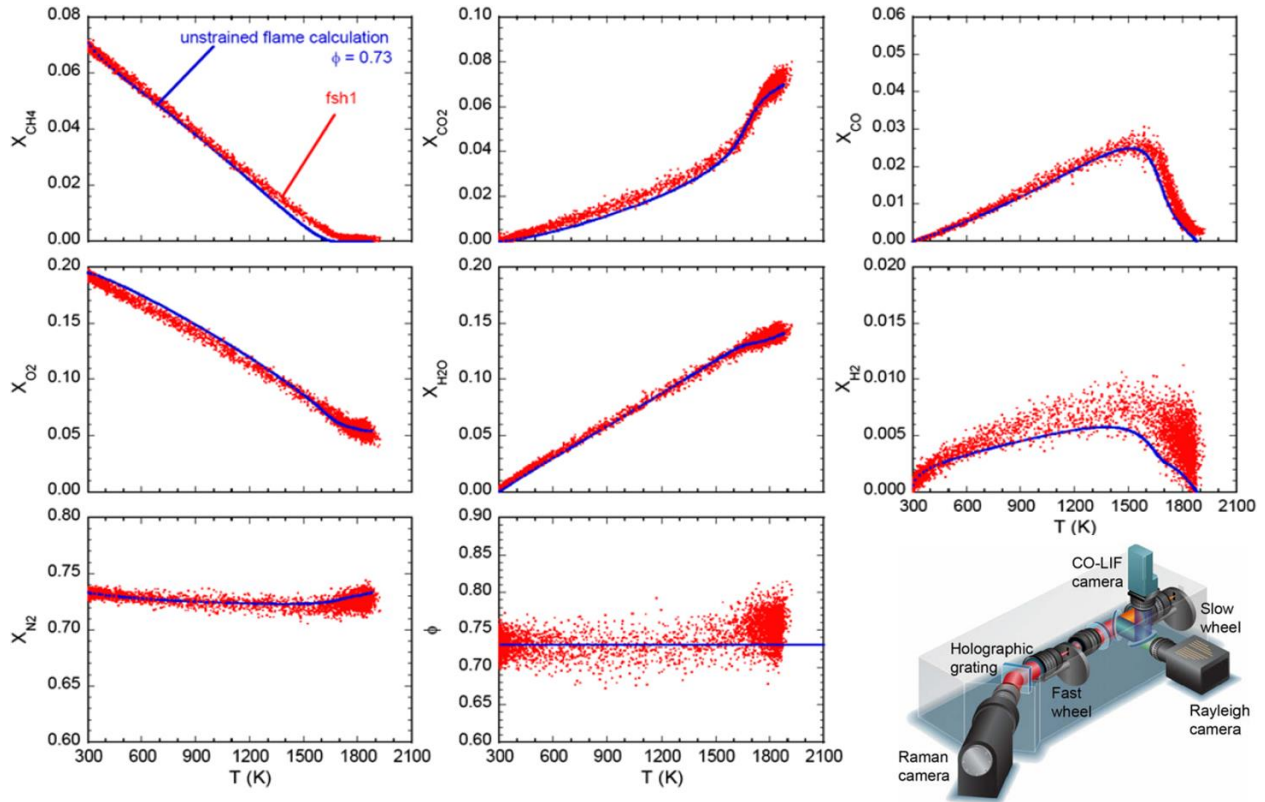 0.08
0.06
0.04
0.02
0.00
X_CH4
unstrained flame calculation
ϕ = 0.73
fsh1
0.10
0.08
0.06
0.04
0.02
0.00
X_CO2
0.06
0.05
0.04
0.03
0.02
0.01
0.00
X_CO
0.20
0.15
0.10
0.05
0.00
X_O2
0.20
0.15
0.10
0.05
0.00
X_H2O
0.020
0.015
0.010
0.005
0.000
X_H2
300 600 900 1200 1500 1800 2100
T (K)
0.80
0.75
0.70
0.65
0.60
X_N2
300 600 900 1200 1500 1800 2100
T (K)
0.90
0.85
0.80
0.75
0.70
0.65
0.60
ϕ
300 600 900 1200 1500 1800 2100
T (K)
CO-LIF
camera
Slow
wheel
Holographic
grating
Fast
wheel
Rayleigh
camera
Raman
camera